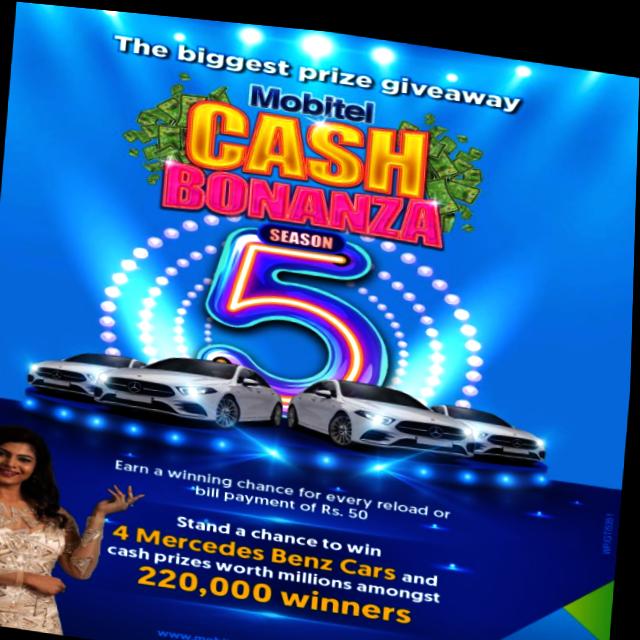 The biggest prize giveaway
Mobitel
CASH
BONANZA
SEASON
5
Earn a winning chance for every reload or
bill payment of Rs. 50
Stand a chance to win
4 Mercedes Benz Cars and
cash prizes worth millions amongst
220,000 winners